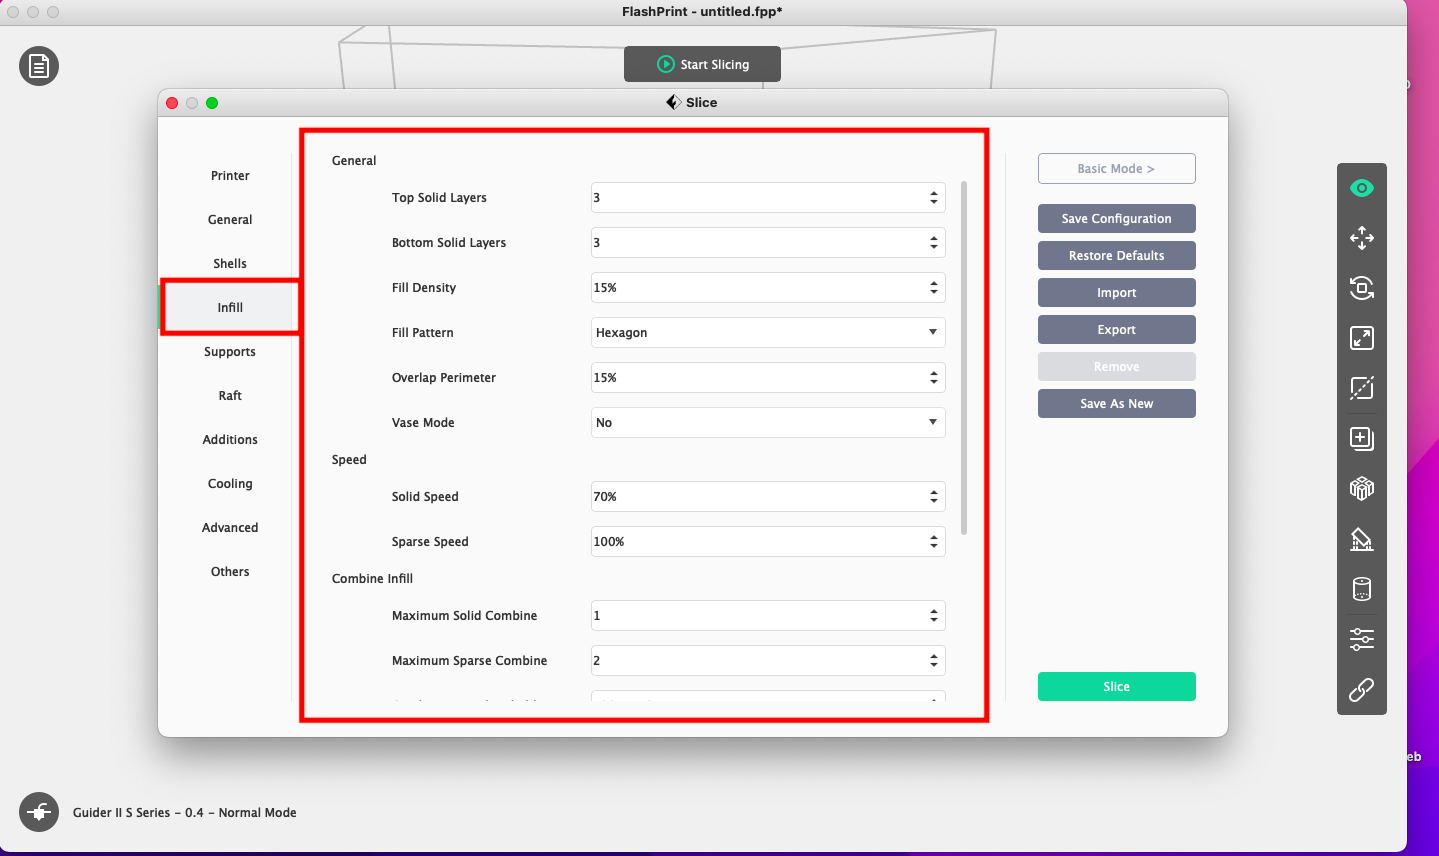 FlashPrint - untitled.fpp*
Start Slicing
Slice
Printer
General
Shells
Infill
Supports
Raft
Additions
Cooling
Advanced
Others
General
Top Solid Layers 3
Bottom Solid Layers 3
Fill Density 15%
Fill Pattern Hexagon
Overlap Perimeter 15%
Vase Mode No
Speed
Solid Speed 70%
Sparse Speed 100%
Combine Infill
Maximum Solid Combine 1
Maximum Sparse Combine 2
Basic Mode >
Save Configuration
Restore Defaults
Import
Export
Remove
Save As New
Slice
eb
Guider II S Series - 0.4 - Normal Mode